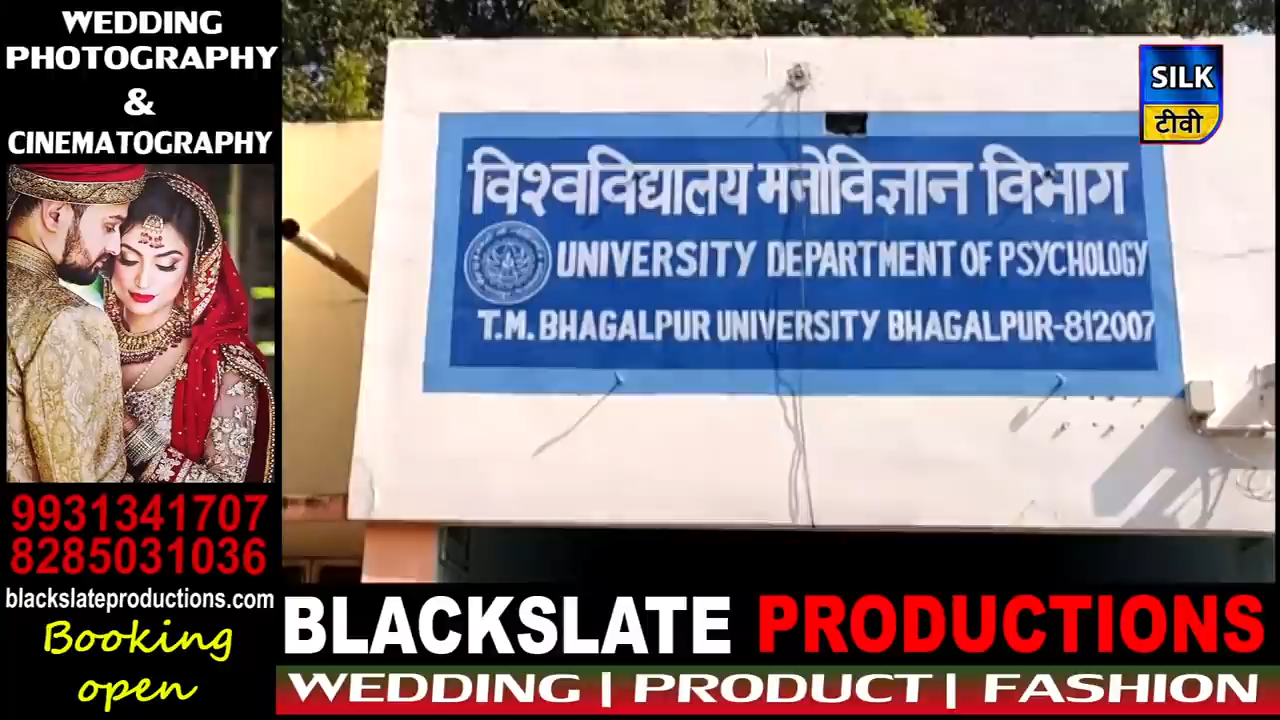 WEDDING
PHOTOGRAPHY
&
CINEMATOGRAPHY
9931341707
8285031036
blackslateproductions.com
Booking
open
SILK
टीवी
विश्वविद्यालय मनोविज्ञान विभाग
UNIVERSITY DEPARTMENT OF PSYCHOLOGY
T.M. BHAGALPUR UNIVERSITY BHAGALPUR-812007
BLACKSLATE PRODUCTIONS
WEDDING | PRODUCT | FASHION